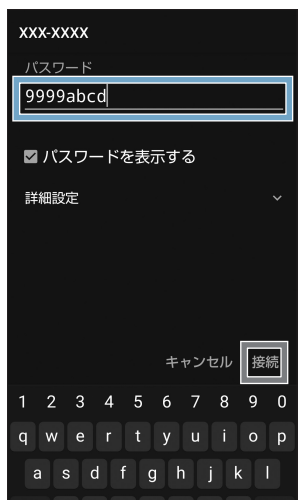 XXX-XXXX
パスワード
9999abcd
パスワードを表示する
詳細設定
キャンセル 接続
1 2 3 4 5 6 7 8 9 0
q w e r t y u i o p
a s d f g h j k l